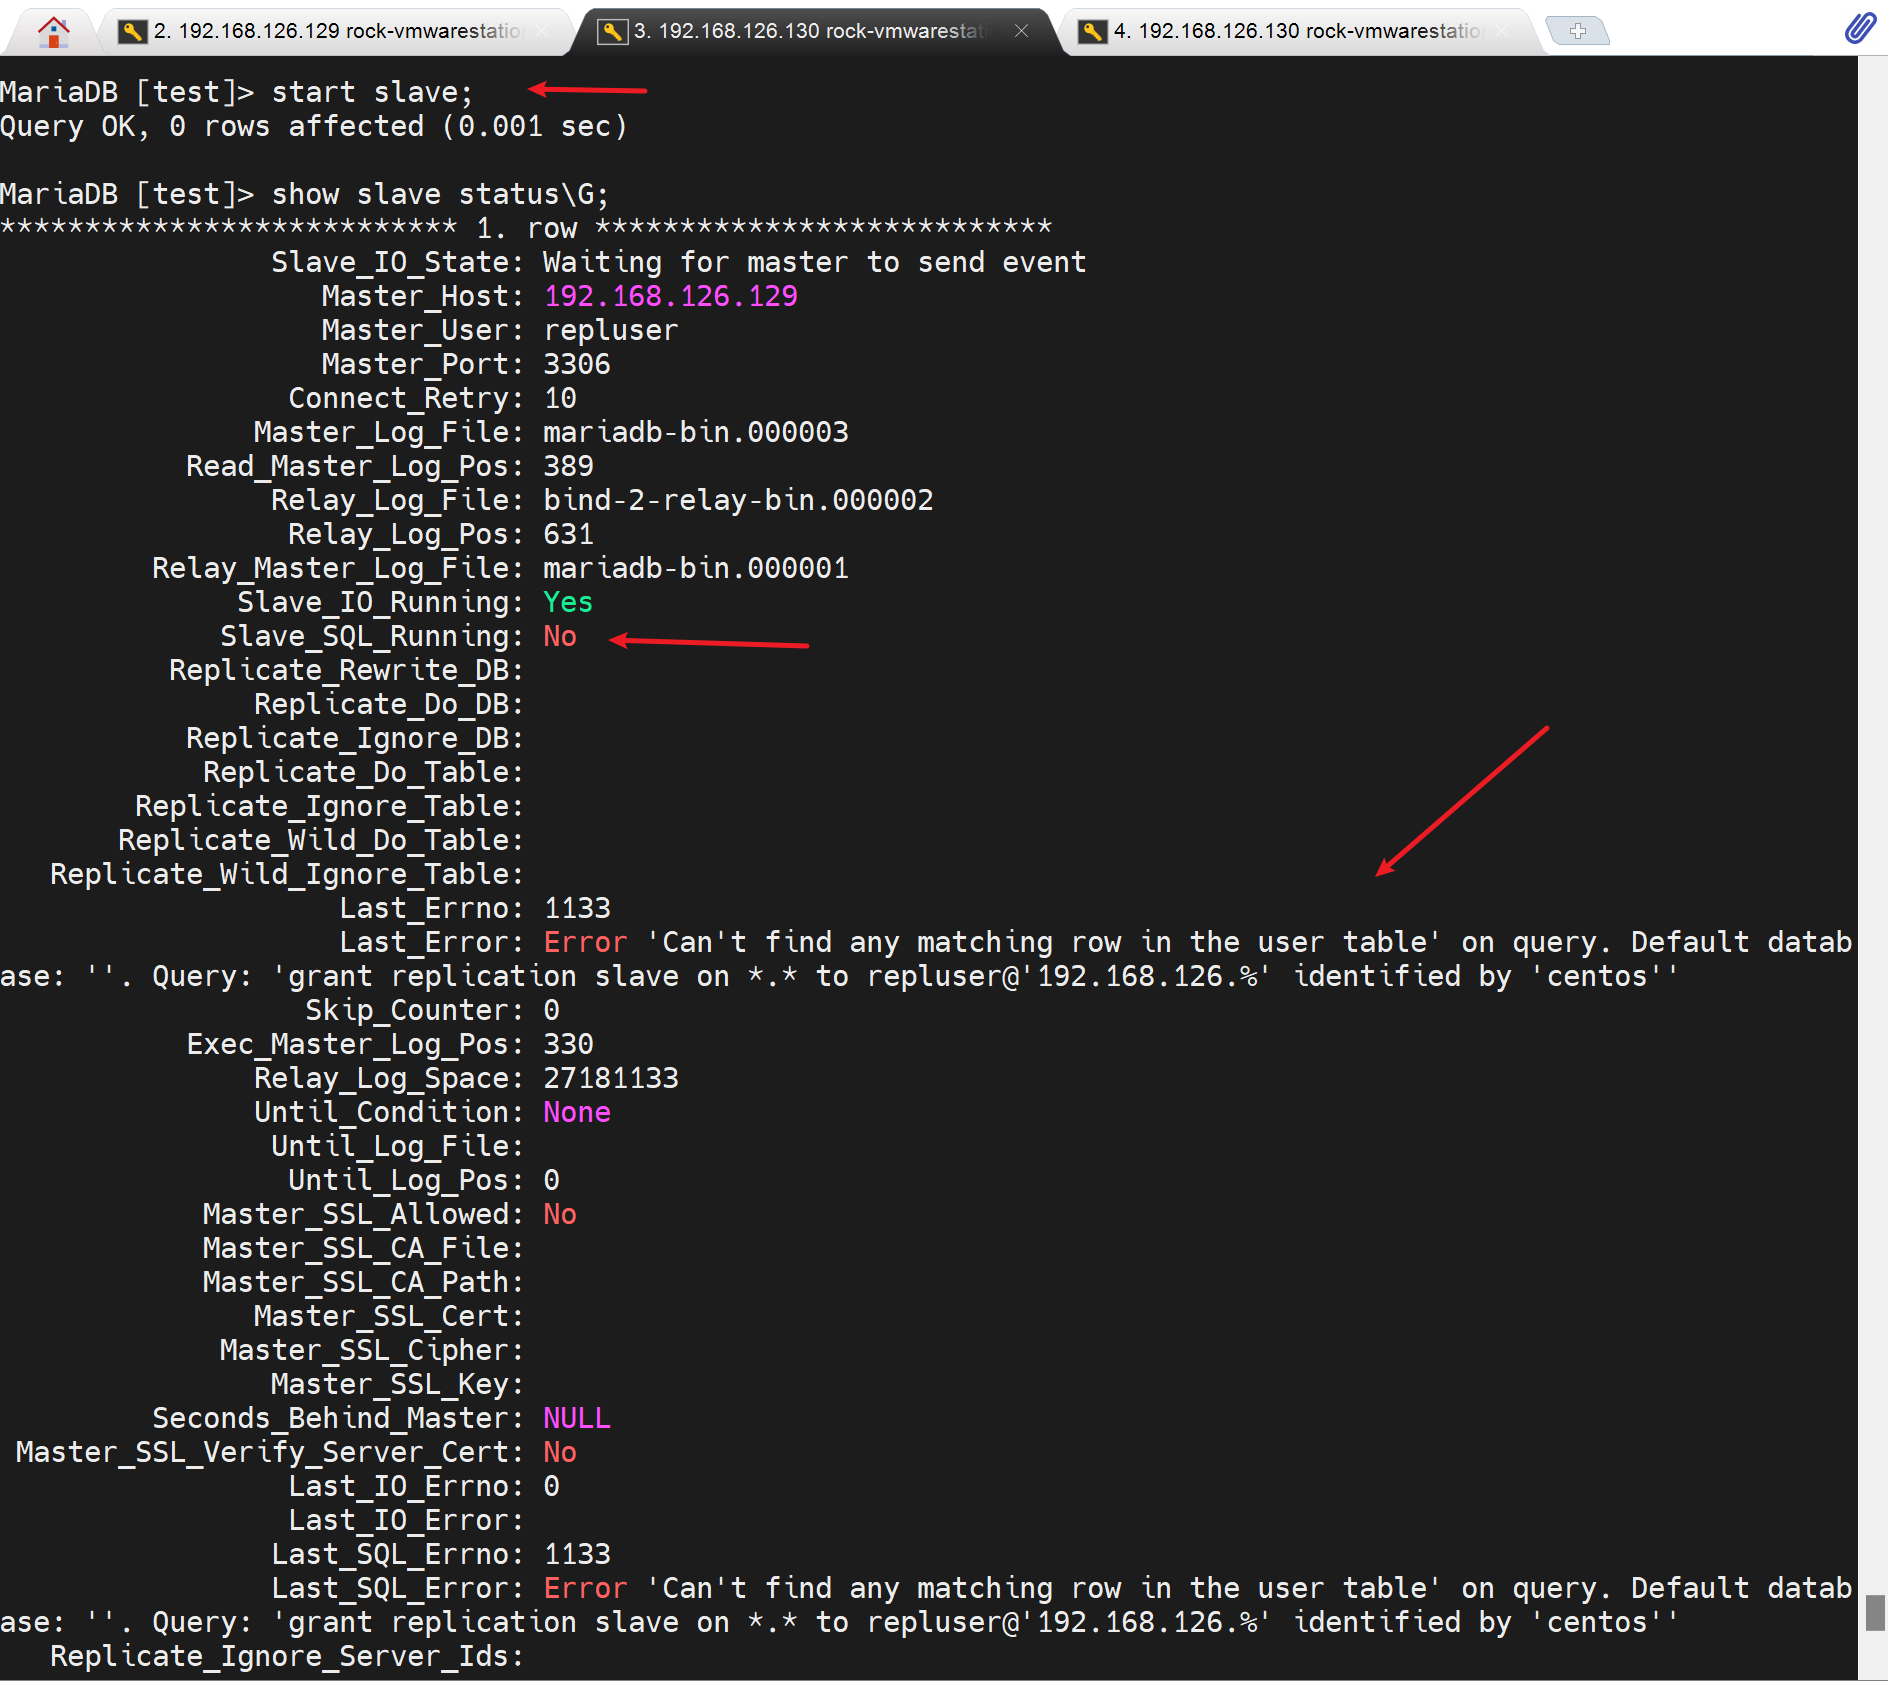 2. 192.168.126.129 rock-vmwarestatio
3. 192.168.126.130 rock-vmwarestat
4. 192.168.126.130 rock-vmwarestatio
MariaDB [test]> start slave;
Query OK, 0 rows affected (0.001 sec)
MariaDB [test]> show slave status\G;
*************************** 1. row ***************************
Slave_IO_State: Waiting for master to send event
Master_Host: 192.168.126.129
Master_User: repluser
Master_Port: 3306
Connect_Retry: 10
Master_Log_File: mariadb-bin.000003
Read_Master_Log_Pos: 389
Relay_Log_File: bind-2-relay-bin.000002
Relay_Log_Pos: 631
Relay_Master_Log_File: mariadb-bin.000001
Slave_IO_Running: Yes
Slave_SQL_Running: No
Replicate_Rewrite_DB:
Replicate_Do_DB:
Replicate_Ignore_DB:
Replicate_Do_Table:
Replicate_Ignore_Table:
Replicate_Wild_Do_Table:
Replicate_Wild_Ignore_Table:
Last_Errno: 1133
Last_Error: Error 'Can't find any matching row in the user table' on query. Default datab
ase: ''. Query: 'grant replication slave on *.* to repluser@'192.168.126.%' identified by 'centos''
Skip_Counter: 0
Exec_Master_Log_Pos: 330
Relay_Log_Space: 27181133
Until_Condition: None
Until_Log_File:
Until_Log_Pos: 0
Master_SSL_Allowed: No
Master_SSL_CA_File:
Master_SSL_CA_Path:
Master_SSL_Cert:
Master_SSL_Cipher:
Master_SSL_Key:
Seconds_Behind_Master: NULL
Master_SSL_Verify_Server_Cert: No
Last_IO_Errno: 0
Last_IO_Error:
Last_SQL_Errno: 1133
Last_SQL_Error: Error 'Can't find any matching row in the user table' on query. Default datab
ase: ''. Query: 'grant replication slave on *.* to repluser@'192.168.126.%' identified by 'centos''
Replicate_Ignore_Server_Ids: